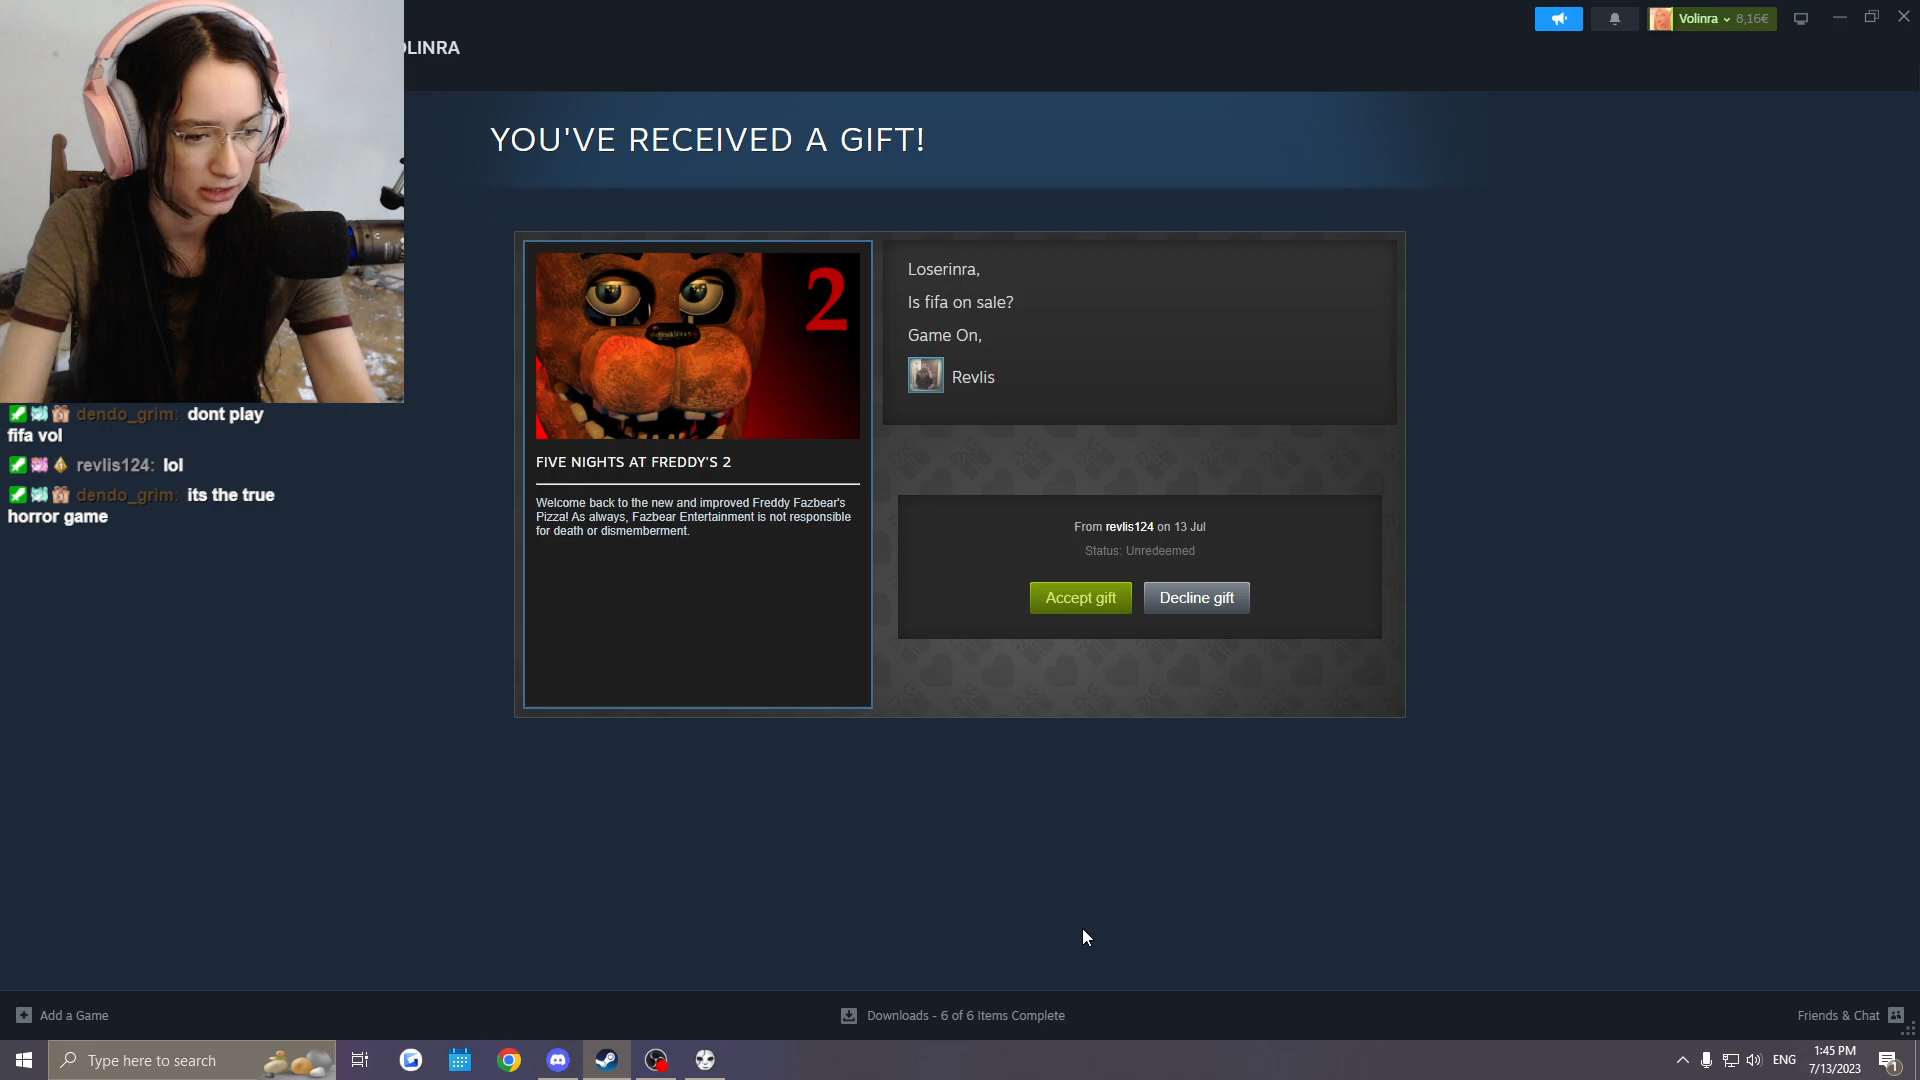 OLINRA
Volinra 8,16€
YOU'VE RECEIVED A GIFT!
2
FIVE NIGHTS AT FREDDY'S 2
Welcome back to the new and improved Freddy Fazbear's
Pizza! As always, Fazbear Entertainment is not responsible
for death or dismemberment.
Loserinra,
Is fifa on sale?
Game On,
Revlis
From revlis124 on 13 Jul
Status: Unredeemed
Accept gift
Decline gift
dendo_grim: dont play
fifa vol
revlis124: lol
dendo_grim: its the true
horror game
Add a Game
Downloads - 6 of 6 Items Complete
Friends & Chat
Type here to search
ENG
1:45 PM
7/13/2023
1